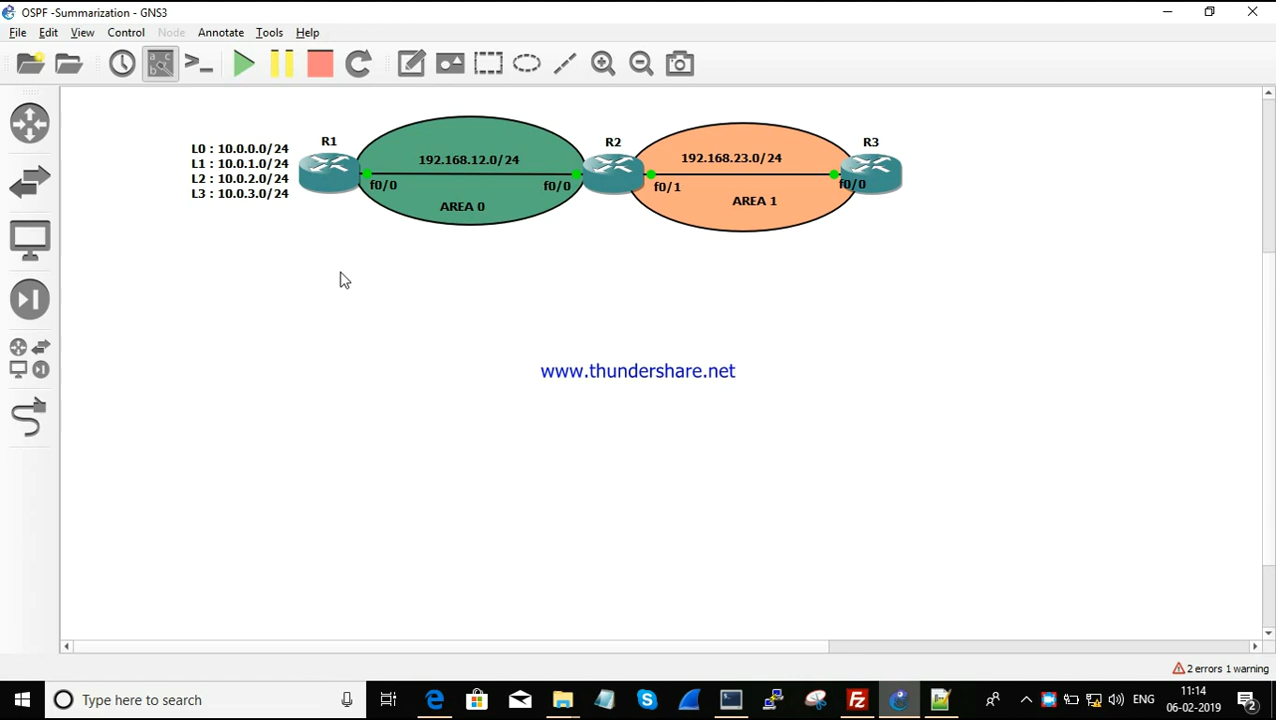 OSPF -Summarization - GNS3
File Edit View Control Node Annotate Tools Help
R1
R2
R3
L0 : 10.0.0.0/24
L1 : 10.0.1.0/24
L2 : 10.0.2.0/24
L3 : 10.0.3.0/24
192.168.12.0/24
192.168.23.0/24
f0/0
f0/0
f0/1
f0/0
AREA 0
AREA 1
www.thundershare.net
2 errors 1 warning
Type here to search
ENG
11:14
06-02-2019
2